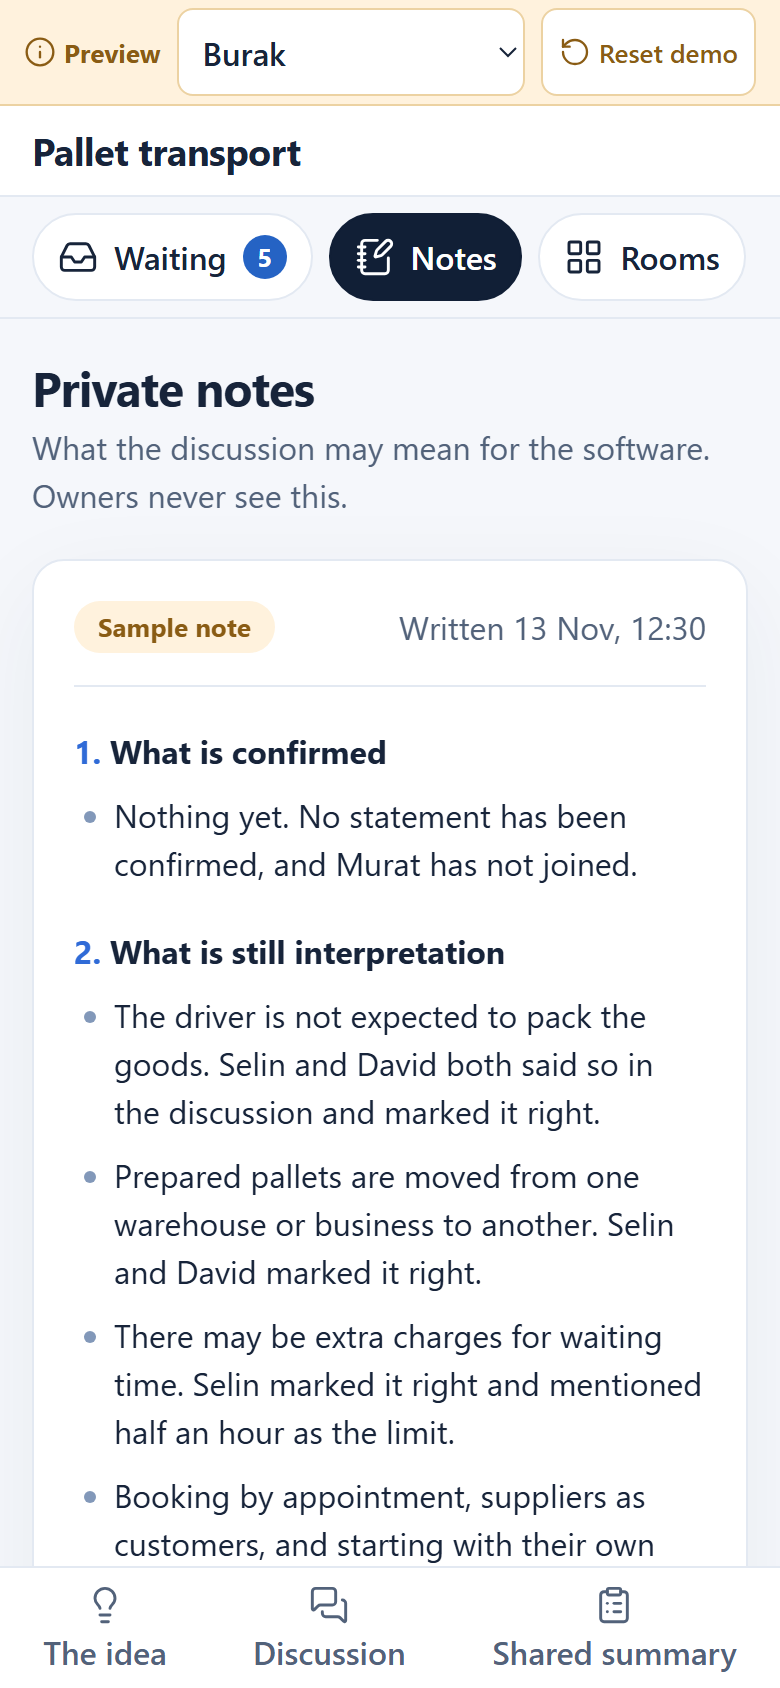 Preview
Burak
Reset demo
Pallet transport
Waiting 5
Notes
Rooms
Private notes
What the discussion may mean for the software.
Owners never see this.
Sample note
Written 13 Nov, 12:30
1. What is confirmed
Nothing yet. No statement has been
confirmed, and Murat has not joined.
2. What is still interpretation
The driver is not expected to pack the
goods. Selin and David both said so in
the discussion and marked it right.
Prepared pallets are moved from one
warehouse or business to another. Selin
and David marked it right.
There may be extra charges for waiting
time. Selin marked it right and mentioned
half an hour as the limit.
Booking by appointment, suppliers as
customers, and starting with their own
The idea
Discussion
Shared summary